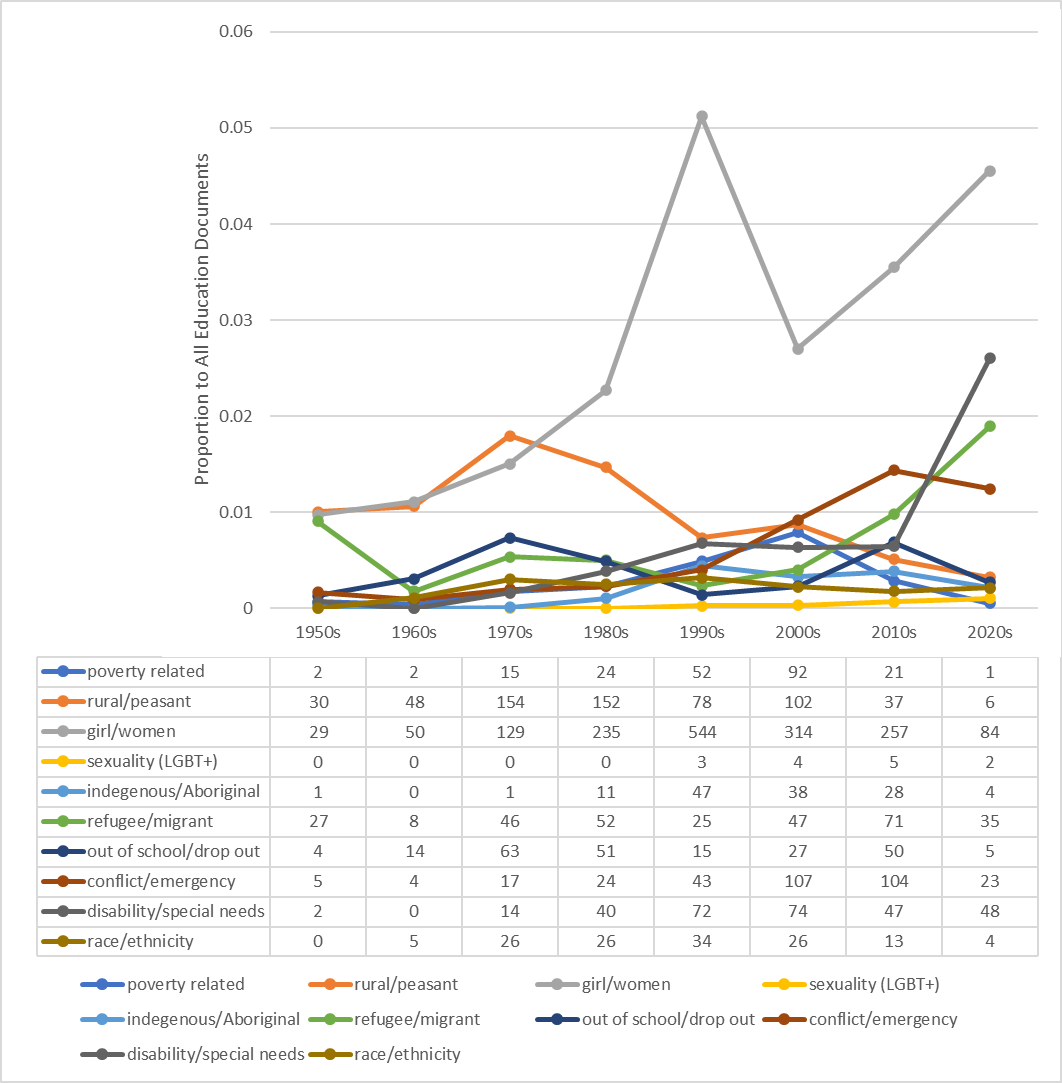 0.06
0.05
0.04
0.03
0.02
0.01
0
Proportion to All Education Documents
1950s 1960s 1970s 1980s 1990s 2000s 2010s 2020s
poverty related 2 2 15 24 52 92 21 1
rural/peasant 30 48 154 152 78 102 37 6
girl/women 29 50 129 235 544 314 257 84
sexuality (LGBT+) 0 0 0 0 3 4 5 2
indegenous/Aboriginal 1 0 1 11 47 38 28 4
refugee/migrant 27 8 46 52 25 47 71 35
out of school/drop out 4 14 63 51 15 27 50 5
conflict/emergency 5 4 17 24 43 107 104 23
disability/special needs 2 0 14 40 72 74 47 48
race/ethnicity 0 5 26 26 34 26 13 4
poverty related rural/peasant girl/women sexuality (LGBT+)
indegenous/Aboriginal refugee/migrant out of school/drop out conflict/emergency
disability/special needs race/ethnicity